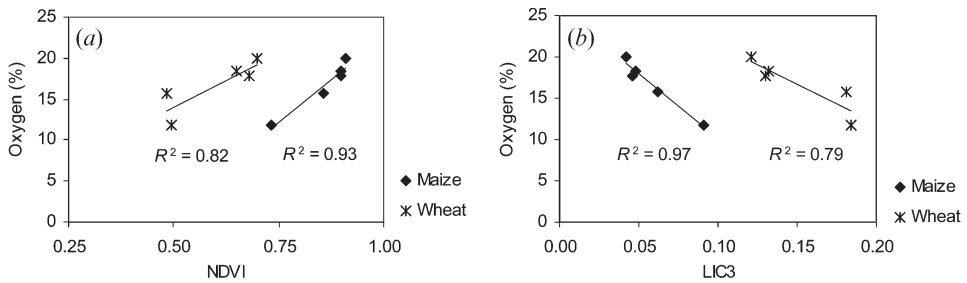 (a)
Oxygen (%)
25
20
15
10
5
0
R² = 0.82
R² = 0.93
Maize
Wheat
0.25 0.50 0.75 1.00
NDVI
(b)
Oxygen (%)
25
20
15
10
5
0
R² = 0.97
R² = 0.79
Maize
Wheat
0.00 0.05 0.10 0.15 0.20
LIC3